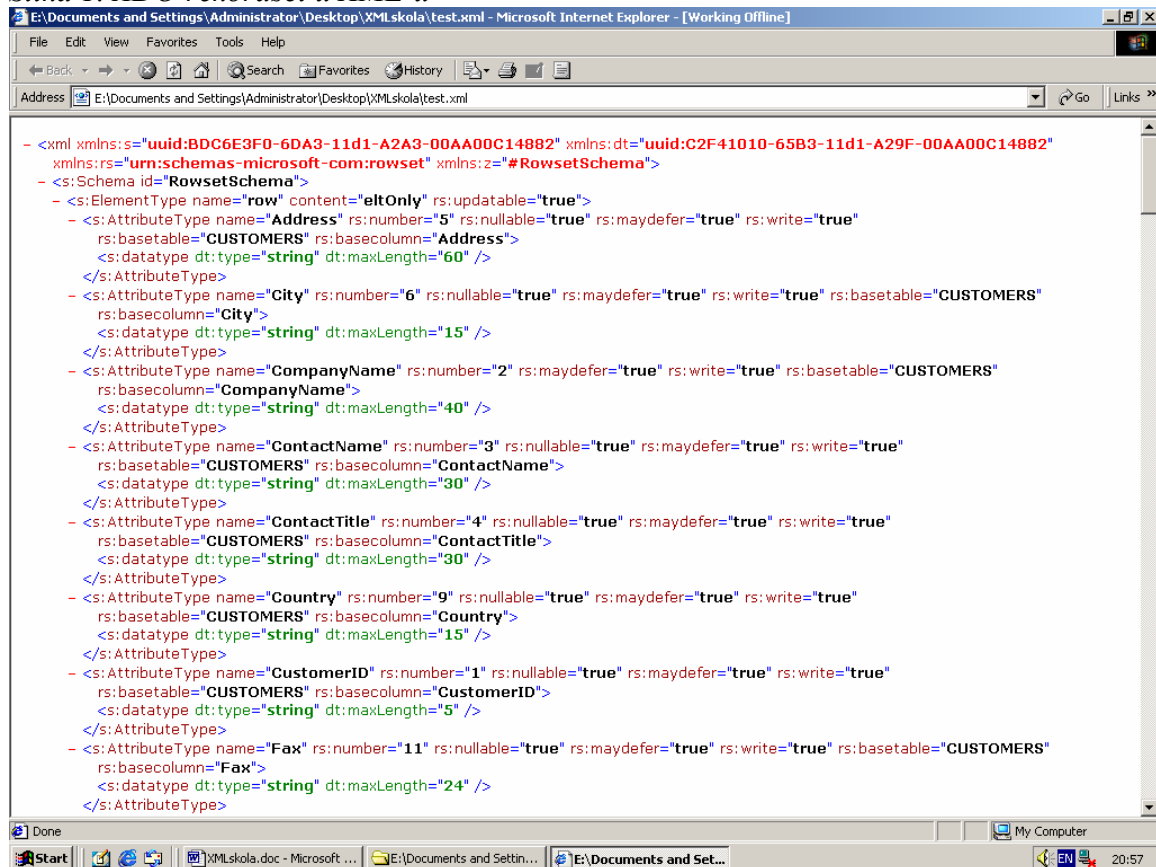 E:\Documents and Settings\Administrator\Desktop\XMLskola\test.xml - Microsoft Internet Explorer - [Working Offline]
File Edit View Favorites Tools Help
Back Search Favorites History
Address E:\Documents and Settings\Administrator\Desktop\XMLskola\test.xml Go Links »
- <xml xmlns:s="uuid:BDC6E3F0-6DA3-11d1-A2A3-00AA00C14882" xmlns:dt="uuid:C2F41010-65B3-11d1-A29F-00AA00C14882"
xmlns:rs="urn:schemas-microsoft-com:rowset" xmlns:z="#RowsetSchema">
- <s:Schema id="RowsetSchema">
- <s:ElementType name="row" content="eltOnly" rs:updatable="true">
- <s:AttributeType name="Address" rs:number="5" rs:nullable="true" rs:maydefer="true" rs:write="true"
rs:basetable="CUSTOMERS" rs:basecolumn="Address">
<s:datatype dt:type="string" dt:maxLength="60" />
</s:AttributeType>
- <s:AttributeType name="City" rs:number="6" rs:nullable="true" rs:maydefer="true" rs:write="true" rs:basetable="CUSTOMERS"
rs:basecolumn="City">
<s:datatype dt:type="string" dt:maxLength="15" />
</s:AttributeType>
- <s:AttributeType name="CompanyName" rs:number="2" rs:maydefer="true" rs:write="true" rs:basetable="CUSTOMERS"
rs:basecolumn="CompanyName">
<s:datatype dt:type="string" dt:maxLength="40" />
</s:AttributeType>
- <s:AttributeType name="ContactName" rs:number="3" rs:nullable="true" rs:maydefer="true" rs:write="true"
rs:basetable="CUSTOMERS" rs:basecolumn="ContactName">
<s:datatype dt:type="string" dt:maxLength="30" />
</s:AttributeType>
- <s:AttributeType name="ContactTitle" rs:number="4" rs:nullable="true" rs:maydefer="true" rs:write="true"
rs:basetable="CUSTOMERS" rs:basecolumn="ContactTitle">
<s:datatype dt:type="string" dt:maxLength="30" />
</s:AttributeType>
- <s:AttributeType name="Country" rs:number="9" rs:nullable="true" rs:maydefer="true" rs:write="true"
rs:basetable="CUSTOMERS" rs:basecolumn="Country">
<s:datatype dt:type="string" dt:maxLength="15" />
</s:AttributeType>
- <s:AttributeType name="CustomerID" rs:number="1" rs:nullable="true" rs:maydefer="true" rs:write="true"
rs:basetable="CUSTOMERS" rs:basecolumn="CustomerID">
<s:datatype dt:type="string" dt:maxLength="5" />
</s:AttributeType>
- <s:AttributeType name="Fax" rs:number="11" rs:nullable="true" rs:maydefer="true" rs:write="true" rs:basetable="CUSTOMERS"
rs:basecolumn="Fax">
<s:datatype dt:type="string" dt:maxLength="24" />
</s:AttributeType>
Done My Computer
Start XMLskola.doc - Microsoft ... E:\Documents and Settin... E:\Documents and Set... EN 20:57